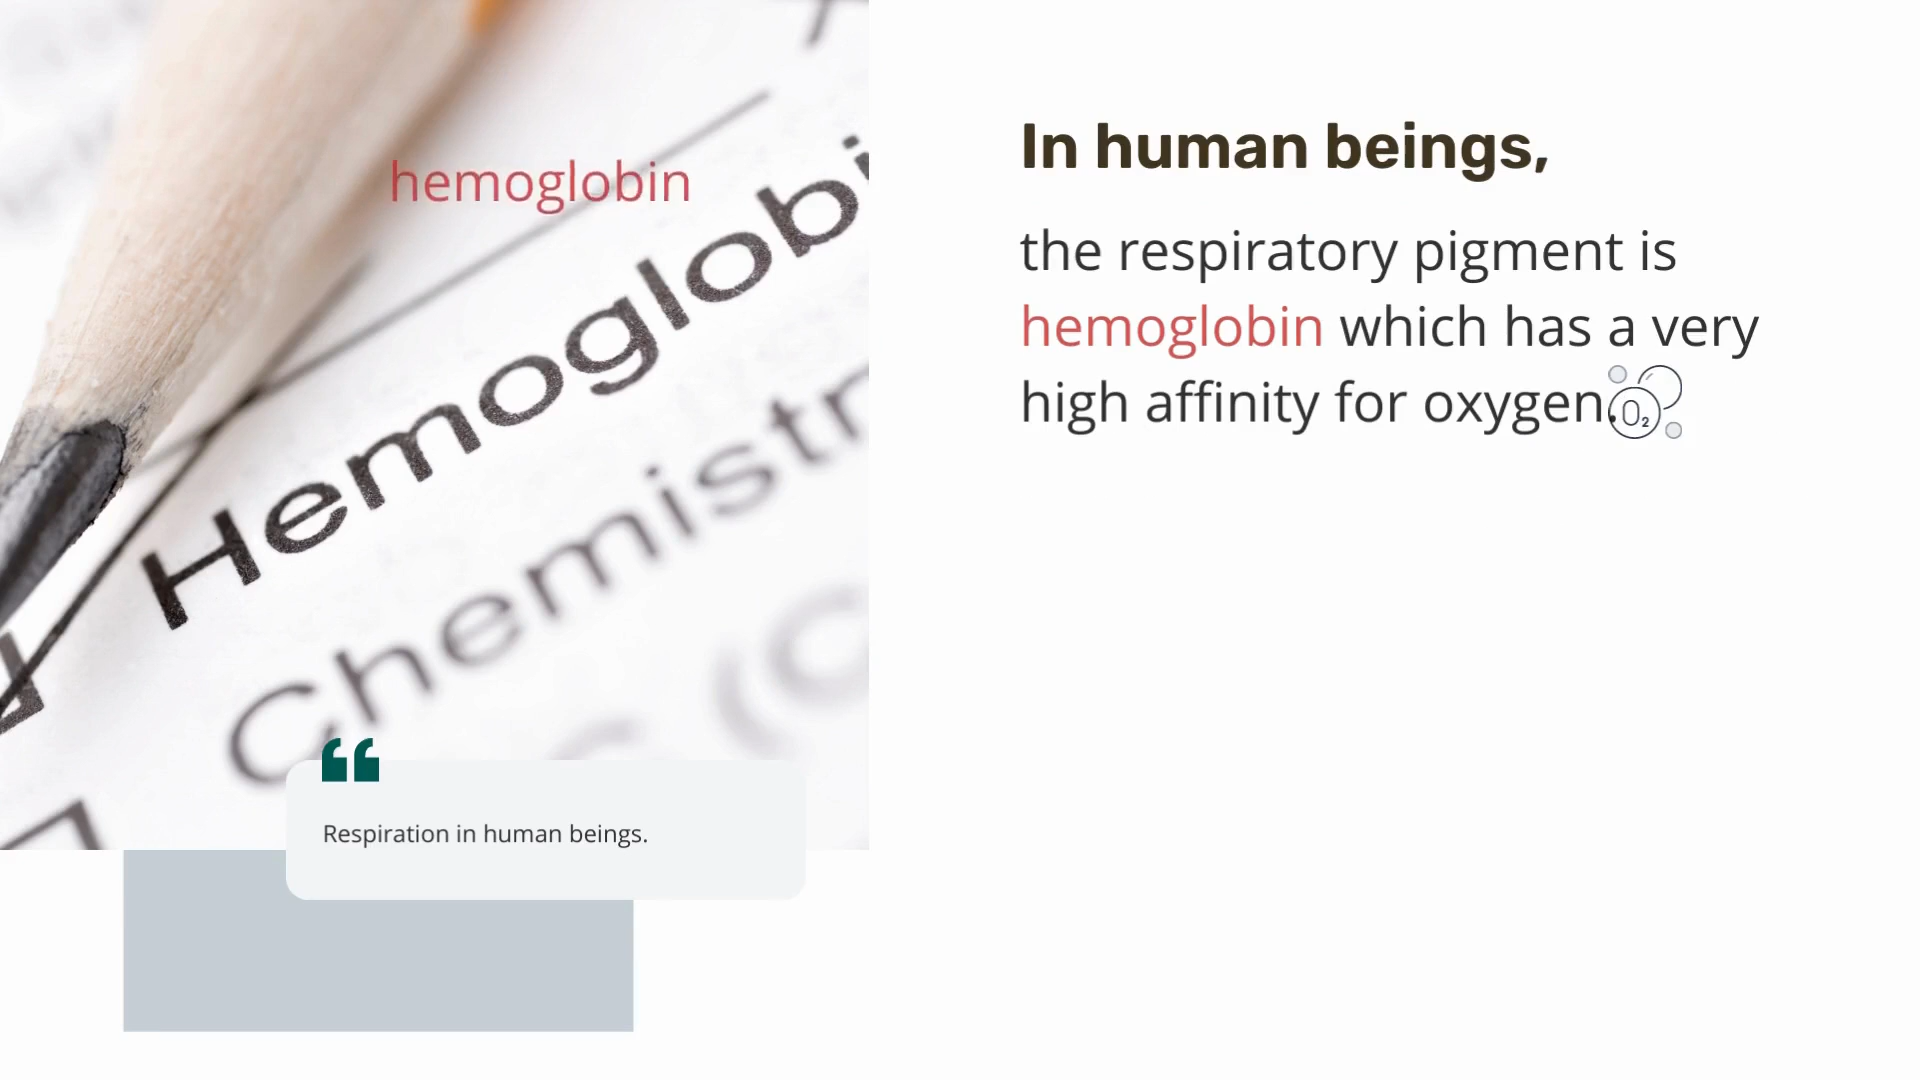 hemoglobin
Chemistr
Respiration in human beings.
In human beings,
the respiratory pigment is
hemoglobin which has a very
high affinity for oxygen.
O₂